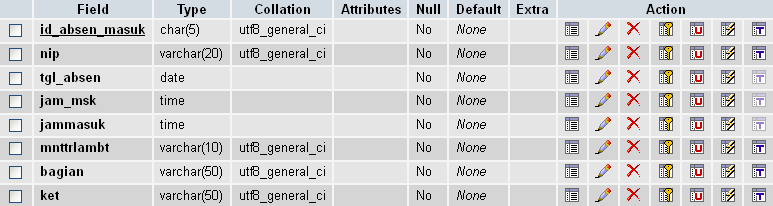 Field Type Collation Attributes Null Default Extra Action
id_absen_masuk char(5) utf8_general_ci No None
nip varchar(20) utf8_general_ci No None
tgl_absen date No None
jam_msk time No None
jammasuk time No None
mnttrlambt varchar(10) utf8_general_ci No None
bagian varchar(50) utf8_general_ci No None
ket varchar(50) utf8_general_ci No None